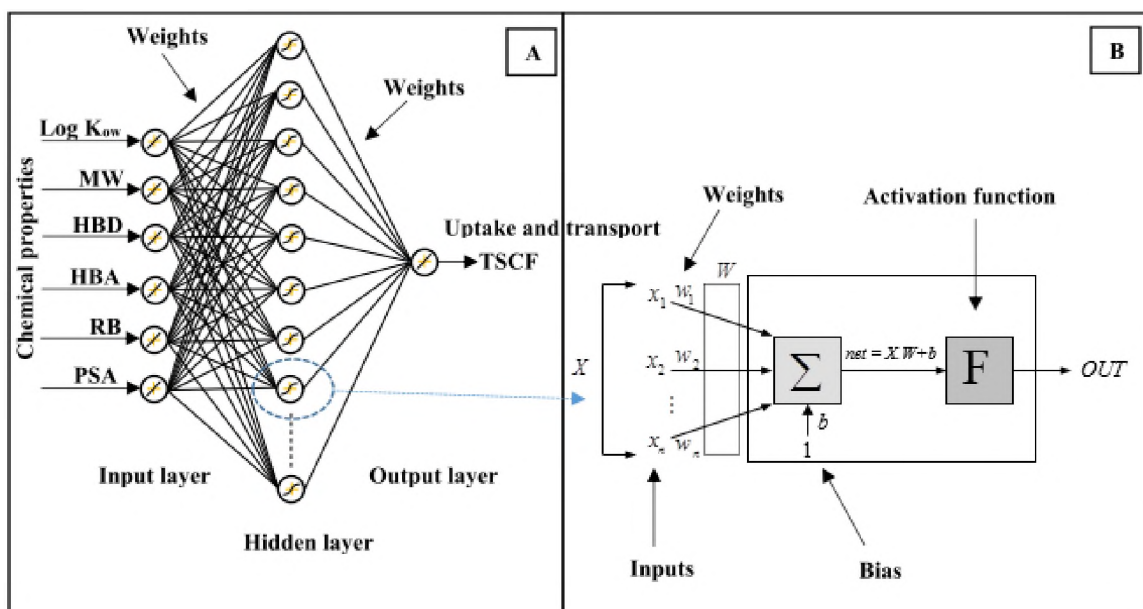 A
Weights
Weights
Log Kow
MW
HBD
HBA
RB
PSA
Chemical properties
Uptake and transport
TSCF
Input layer
Output layer
Hidden layer
B
Weights
Activation function
W
X
x1 w1
x2 w2
⋮
xn wn
∑
net = X.W+b
F
OUT
b
1
Inputs
Bias